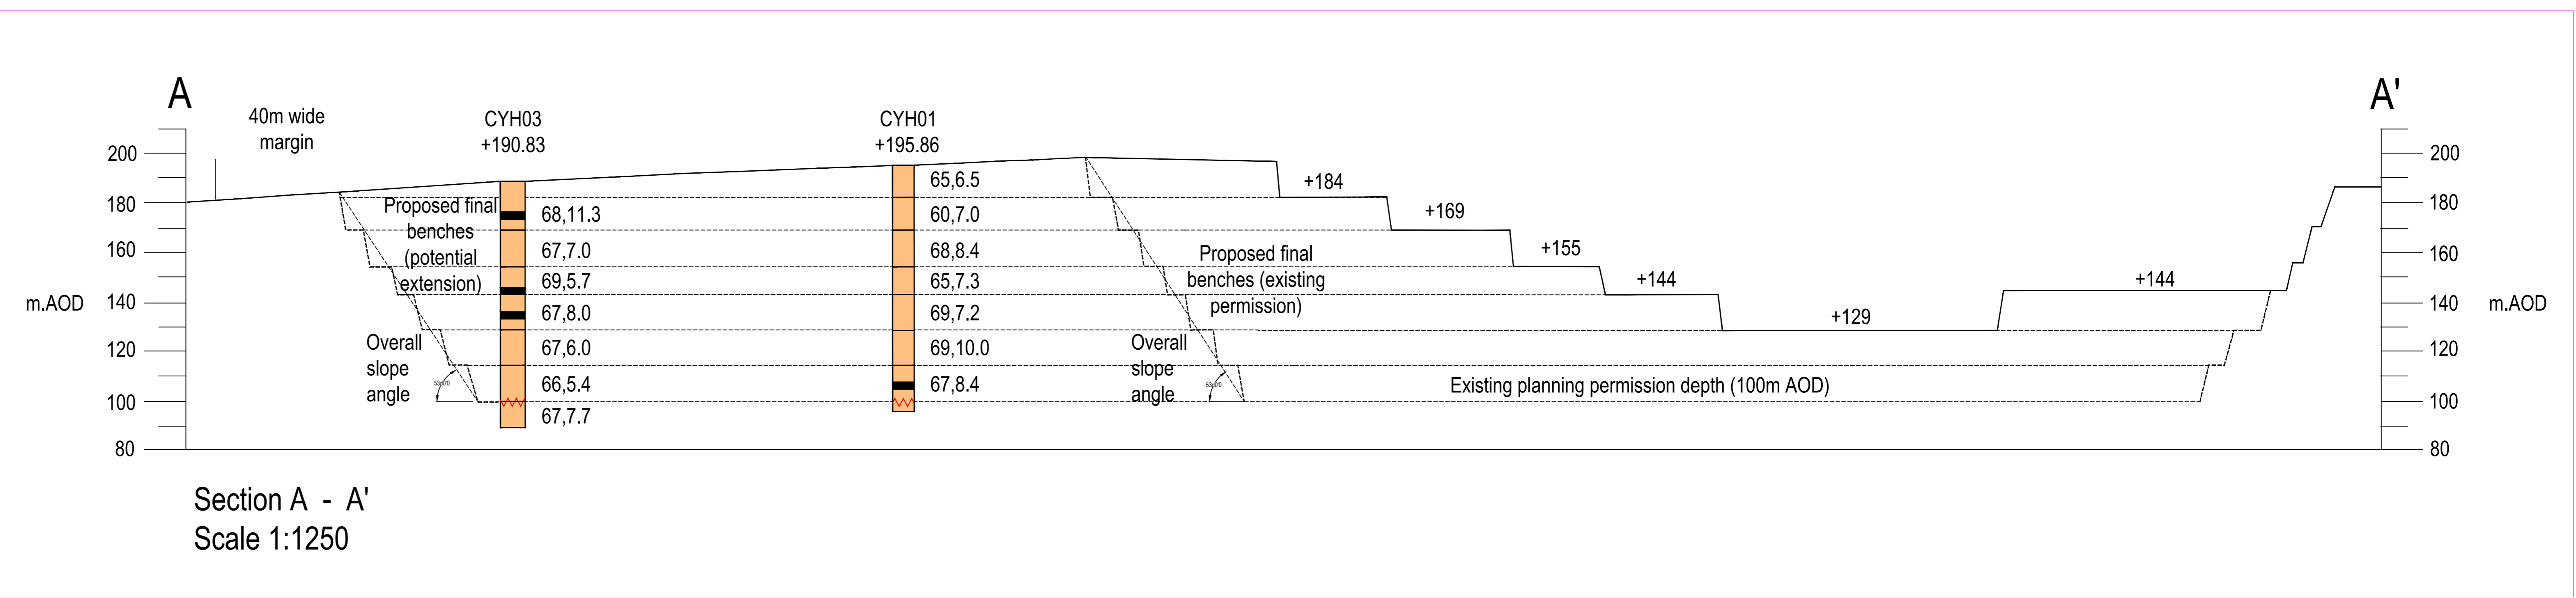 A
A'
40m wide
margin
CYH03
+190.83
CYH01
+195.86
200
180
160
140
120
100
80
m.AOD
Proposed final
benches
(potential
extension)
Overall
slope
angle
68,11.3
67,7.0
69,5.7
67,8.0
67,6.0
66,5.4
67,7.7
65,6.5
60,7.0
68,8.4
65,7.3
69,7.2
69,10.0
67,8.4
Proposed final
benches (existing
permission)
Overall
slope
angle
+184
+169
+155
+144
+129
+144
Existing planning permission depth (100m AOD)
200
180
160
140
120
100
80
m.AOD
Section A - A'
Scale 1:1250